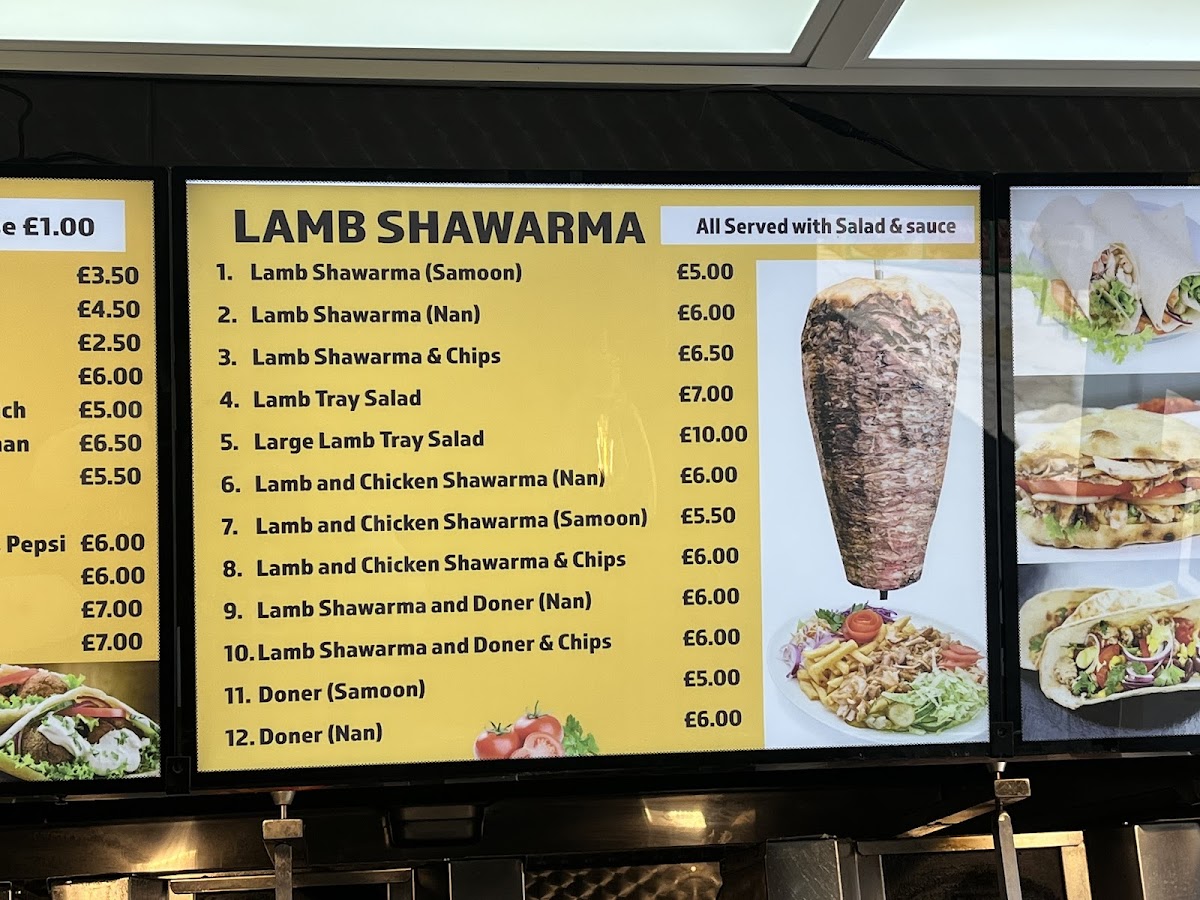 e £1.00
£3.50
£4.50
£2.50
£6.00
ch £5.00
an £6.50
£5.50
Pepsi £6.00
£6.00
£7.00
£7.00
LAMB SHAWARMA
All Served with Salad & sauce
1. Lamb Shawarma (Samoon) £5.00
2. Lamb Shawarma (Nan) £6.00
3. Lamb Shawarma & Chips £6.50
4. Lamb Tray Salad £7.00
5. Large Lamb Tray Salad £10.00
6. Lamb and Chicken Shawarma (Nan) £6.00
7. Lamb and Chicken Shawarma (Samoon) £5.50
8. Lamb and Chicken Shawarma & Chips £6.00
9. Lamb Shawarma and Doner (Nan) £6.00
10. Lamb Shawarma and Doner & Chips £6.00
11. Doner (Samoon) £5.00
12. Doner (Nan) £6.00